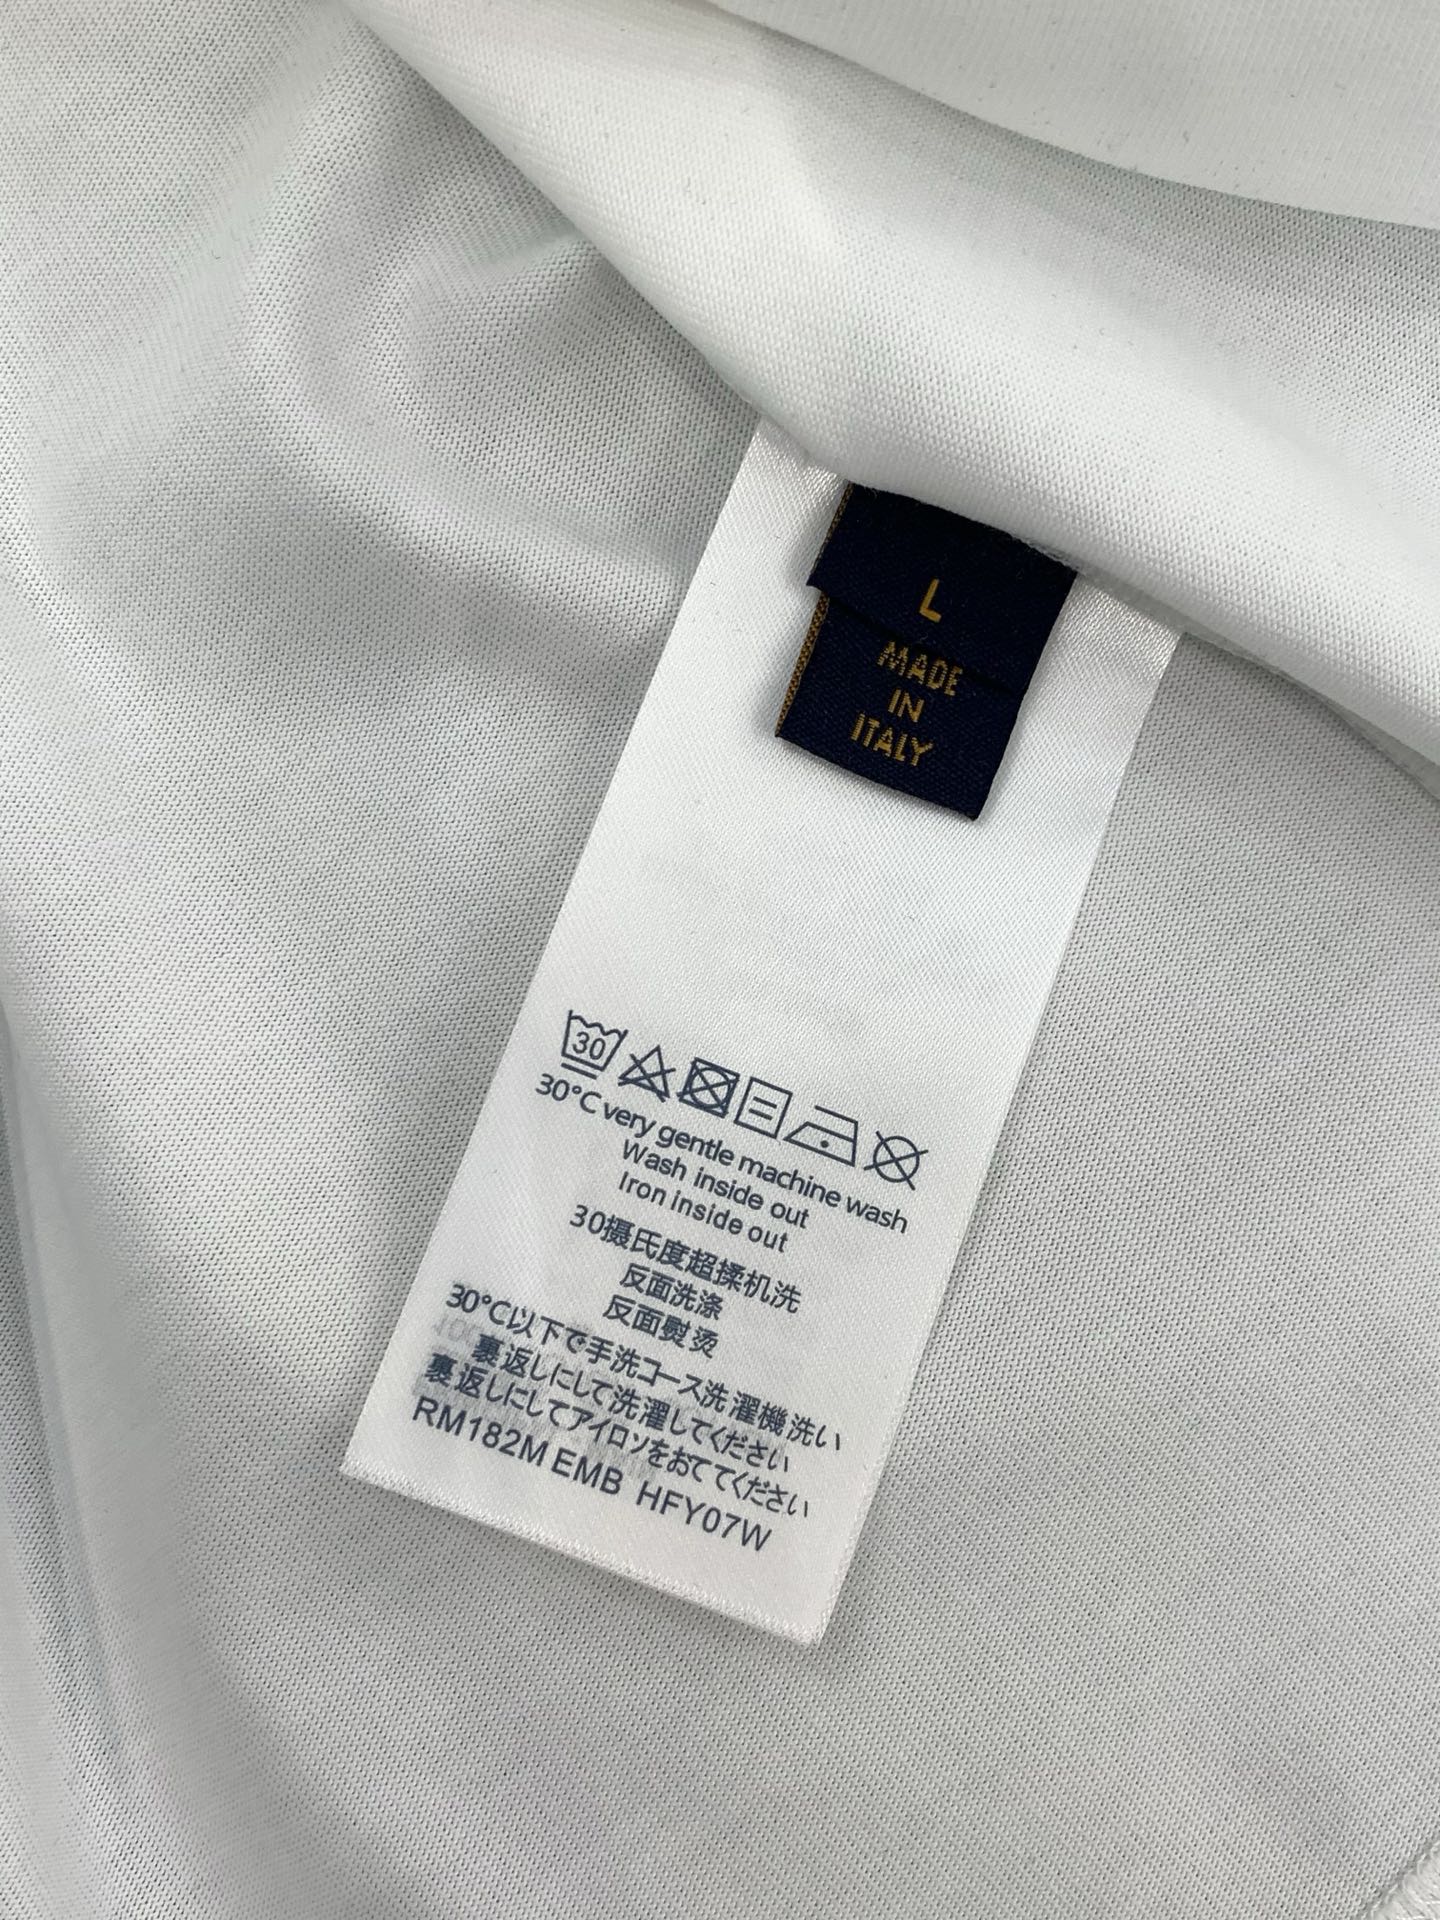 L
MADE
IN
ITALY
30
30°C very gentle machine wash
Wash inside out
Iron inside out
30摄氏度超揉机洗
反面洗涤
反面熨烫
30°C以下で手洗コース洗濯機洗い
裏返しにして洗濯してください
裏返しにしてアイロンをおててください
RM182M EMB HFY07W